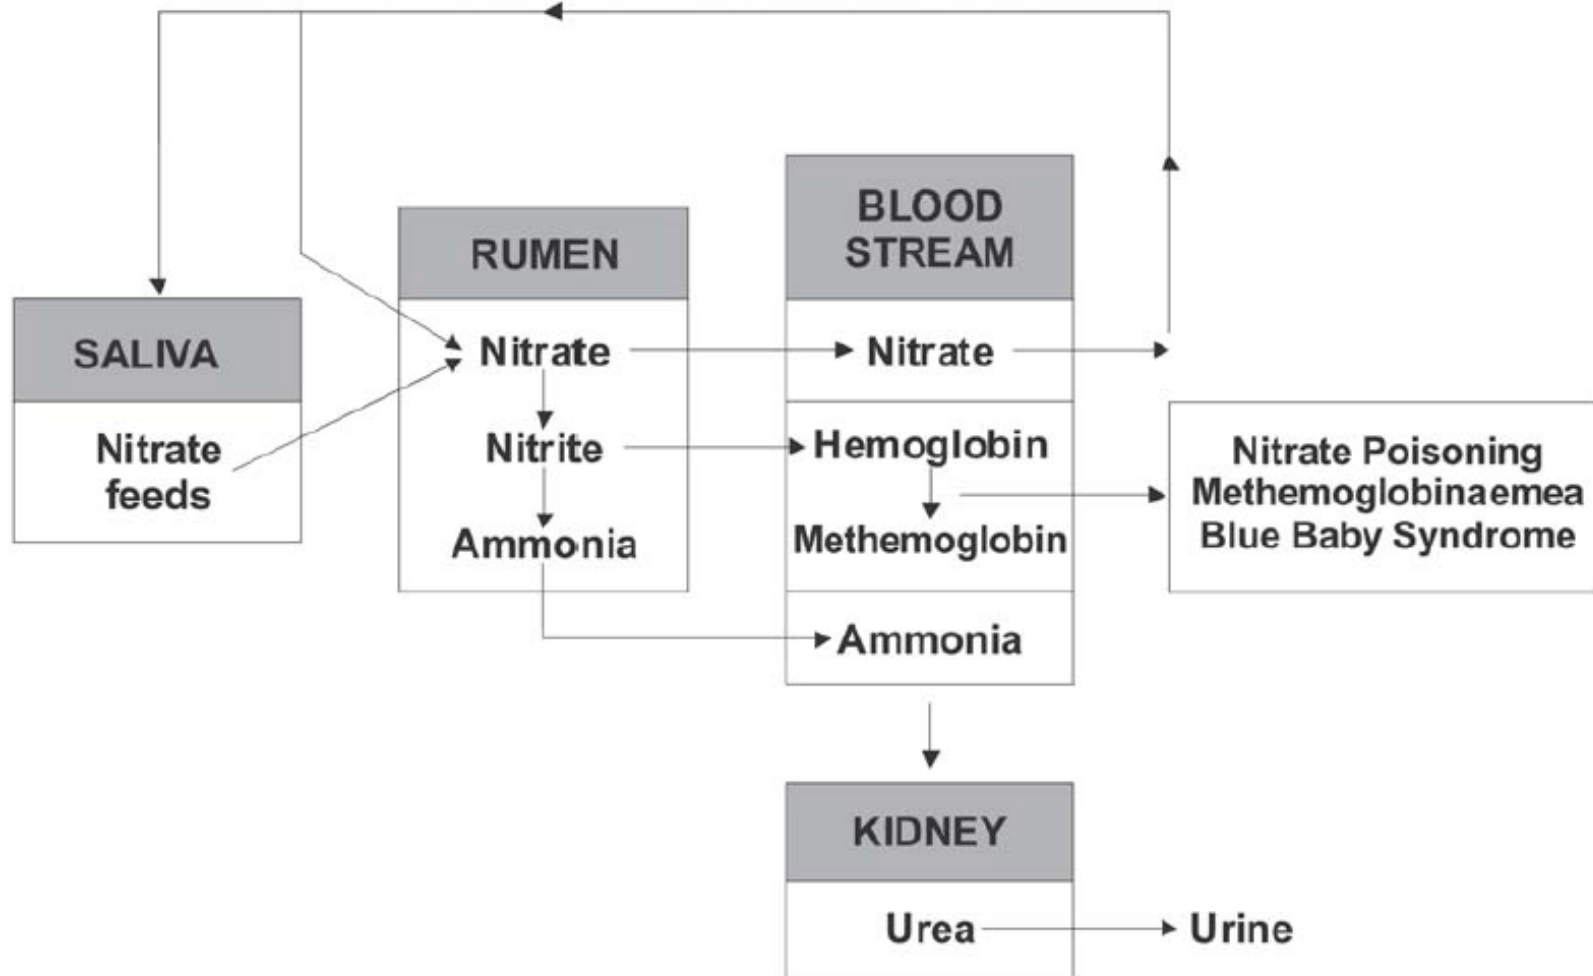 SALIVA
Nitrate
feeds
RUMEN
Nitrate
Nitrite
Ammonia
BLOOD
STREAM
Nitrate
Hemoglobin
Methemoglobin
Ammonia
Nitrate Poisoning
Methemoglobinaemea
Blue Baby Syndrome
KIDNEY
Urea
Urine